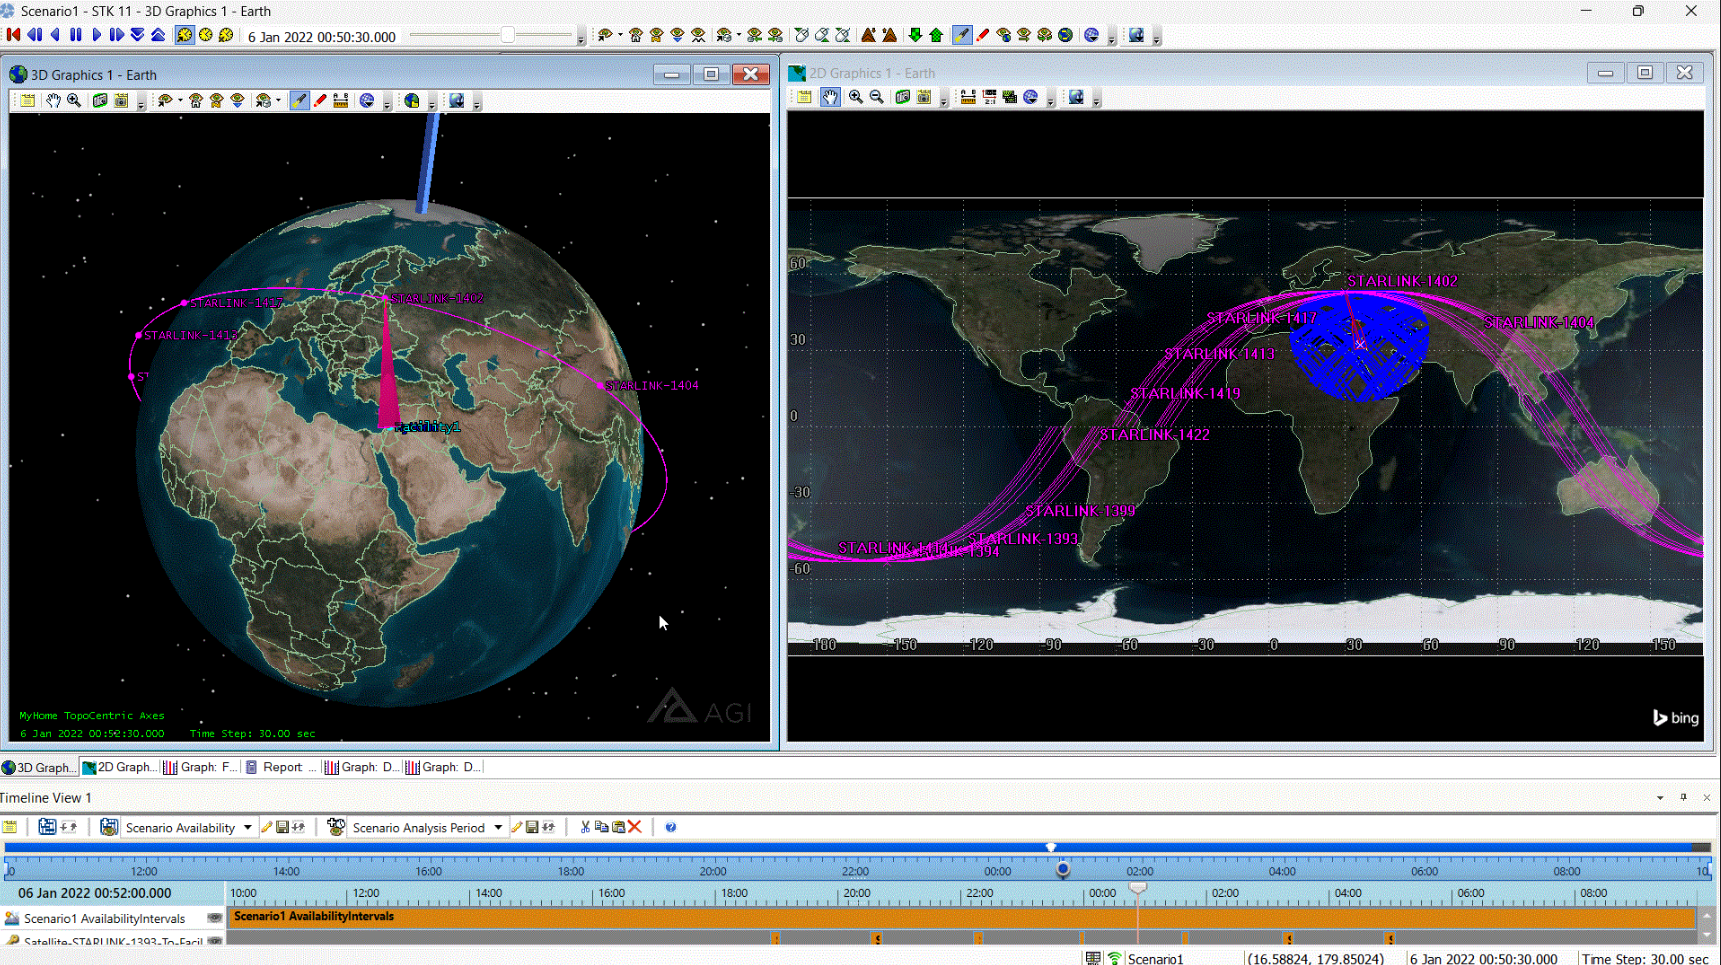 Scenario1 - STK 11 - 3D Graphics 1 - Earth
6 Jan 2022 00:50:30.000
3D Graphics 1 - Earth
STARLINK-1417
STARLINK-1402
STARLINK-1413
ST
STARLINK-1404
Facility1
AGI
MyHome TopoCentric Axes
6 Jan 2022 00:52:30.000 Time Step: 30.00 sec
2D Graphics 1 - Earth
60
STARLINK-1402
STARLINK-1417
STARLINK-1404
30
STARLINK-1413
STARLINK-1419
0
STARLINK-1422
-30
STARLINK-1399
STARLINK-1393
-1394
-60
-180 -150 -120 -90 -60 -30 0 30 60 90 120 150
bing
3D Graph... 2D Graph... Graph: F... Report ... Graph: D... Graph: D...
Timeline View 1
Scenario Availability Scenario Analysis Period
12:00 14:00 16:00 18:00 20:00 22:00 00:00 02:00 04:00 06:00 08:00 10
06 Jan 2022 00:52:00.000 10:00 12:00 14:00 16:00 18:00 20:00 22:00 00:00 02:00 04:00 06:00 08:00
Scenario1 AvailabilityIntervals Scenario1 AvailabilityIntervals
Satellite-STARLINK-1393-To-Facil
Scenario1 (16.58824, 179.85024) 6 Jan 2022 00:50:30.000 Time Step: 30.00 sec